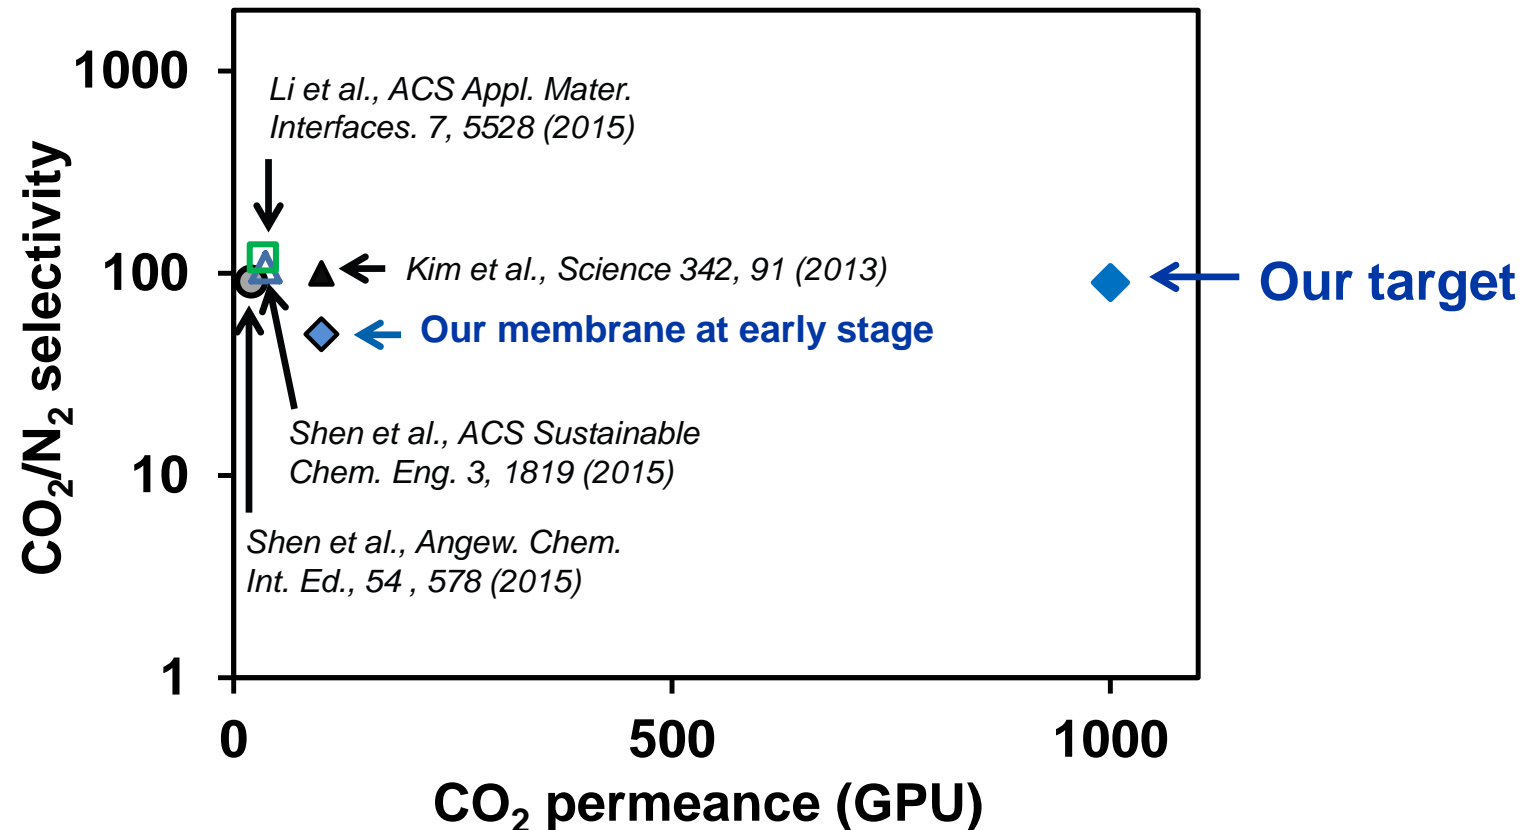 1000
Li et al., ACS Appl. Mater.
Interfaces. 7, 5528 (2015)
CO₂/N₂ selectivity
100
Kim et al., Science 342, 91 (2013)
Our target
Our membrane at early stage
Shen et al., ACS Sustainable
Chem. Eng. 3, 1819 (2015)
10
Shen et al., Angew. Chem.
Int. Ed., 54 , 578 (2015)
1
0
500
1000
CO₂ permeance (GPU)